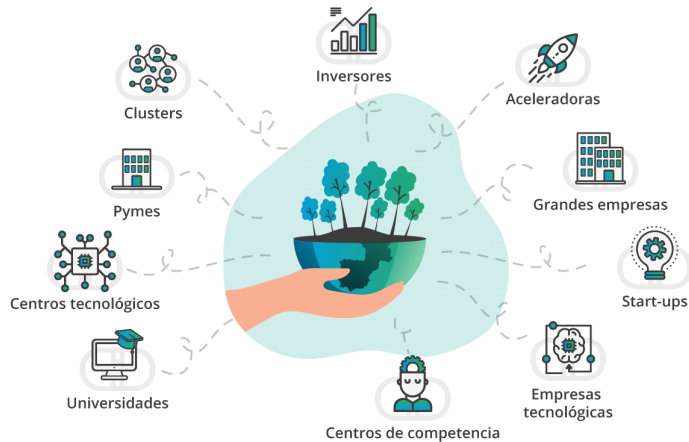 Inversores
Clusters
Aceleradoras
Pymes
Grandes empresas
Centros tecnológicos
Start-ups
Universidades
Empresas
tecnológicas
Centros de competencia